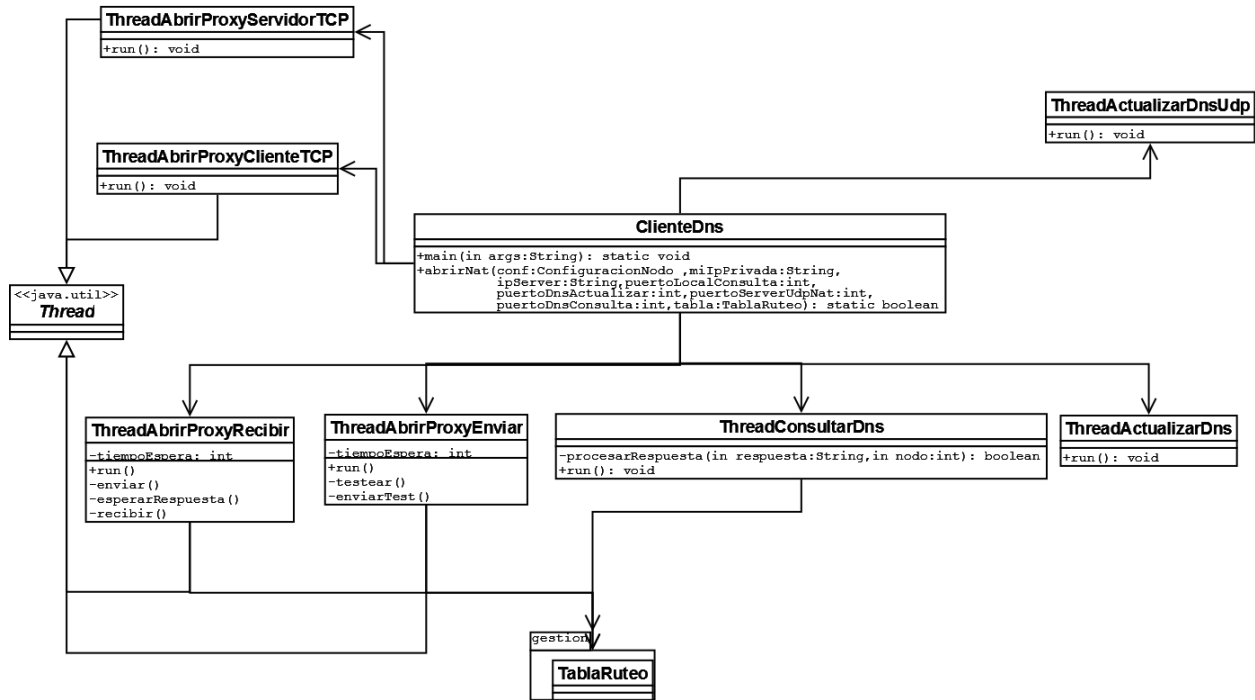 ThreadAbrirProxyServidorTCP
+run(): void
ThreadActualizarDnsUdp
+run(): void
ThreadAbrirProxyClienteTCP
+run(): void
ClienteDns
+main(in args:String): static void
+abrirNat(conf:ConfiguracionNodo ,miIpPrivada:String,
ipServer:String,puertoLocalConsulta:int,
puertoDnsActualizar:int,puertoServerUdpNat:int,
puertoDnsConsulta:int,tabla:TablaRuteo): static boolean
<<java.util>>
Thread
ThreadAbrirProxyRecibir
-tiempoEspera: int
+run()
-enviar()
-esperarRespuesta()
-recibir()
ThreadAbrirProxyEnviar
-tiempoEspera: int
+run()
-testear()
-enviarTest()
ThreadConsultarDns
-procesarRespuesta(in respuesta:String,in nodo:int): boolean
+run(): void
ThreadActualizarDns
+run(): void
gestion
TablaRuteo